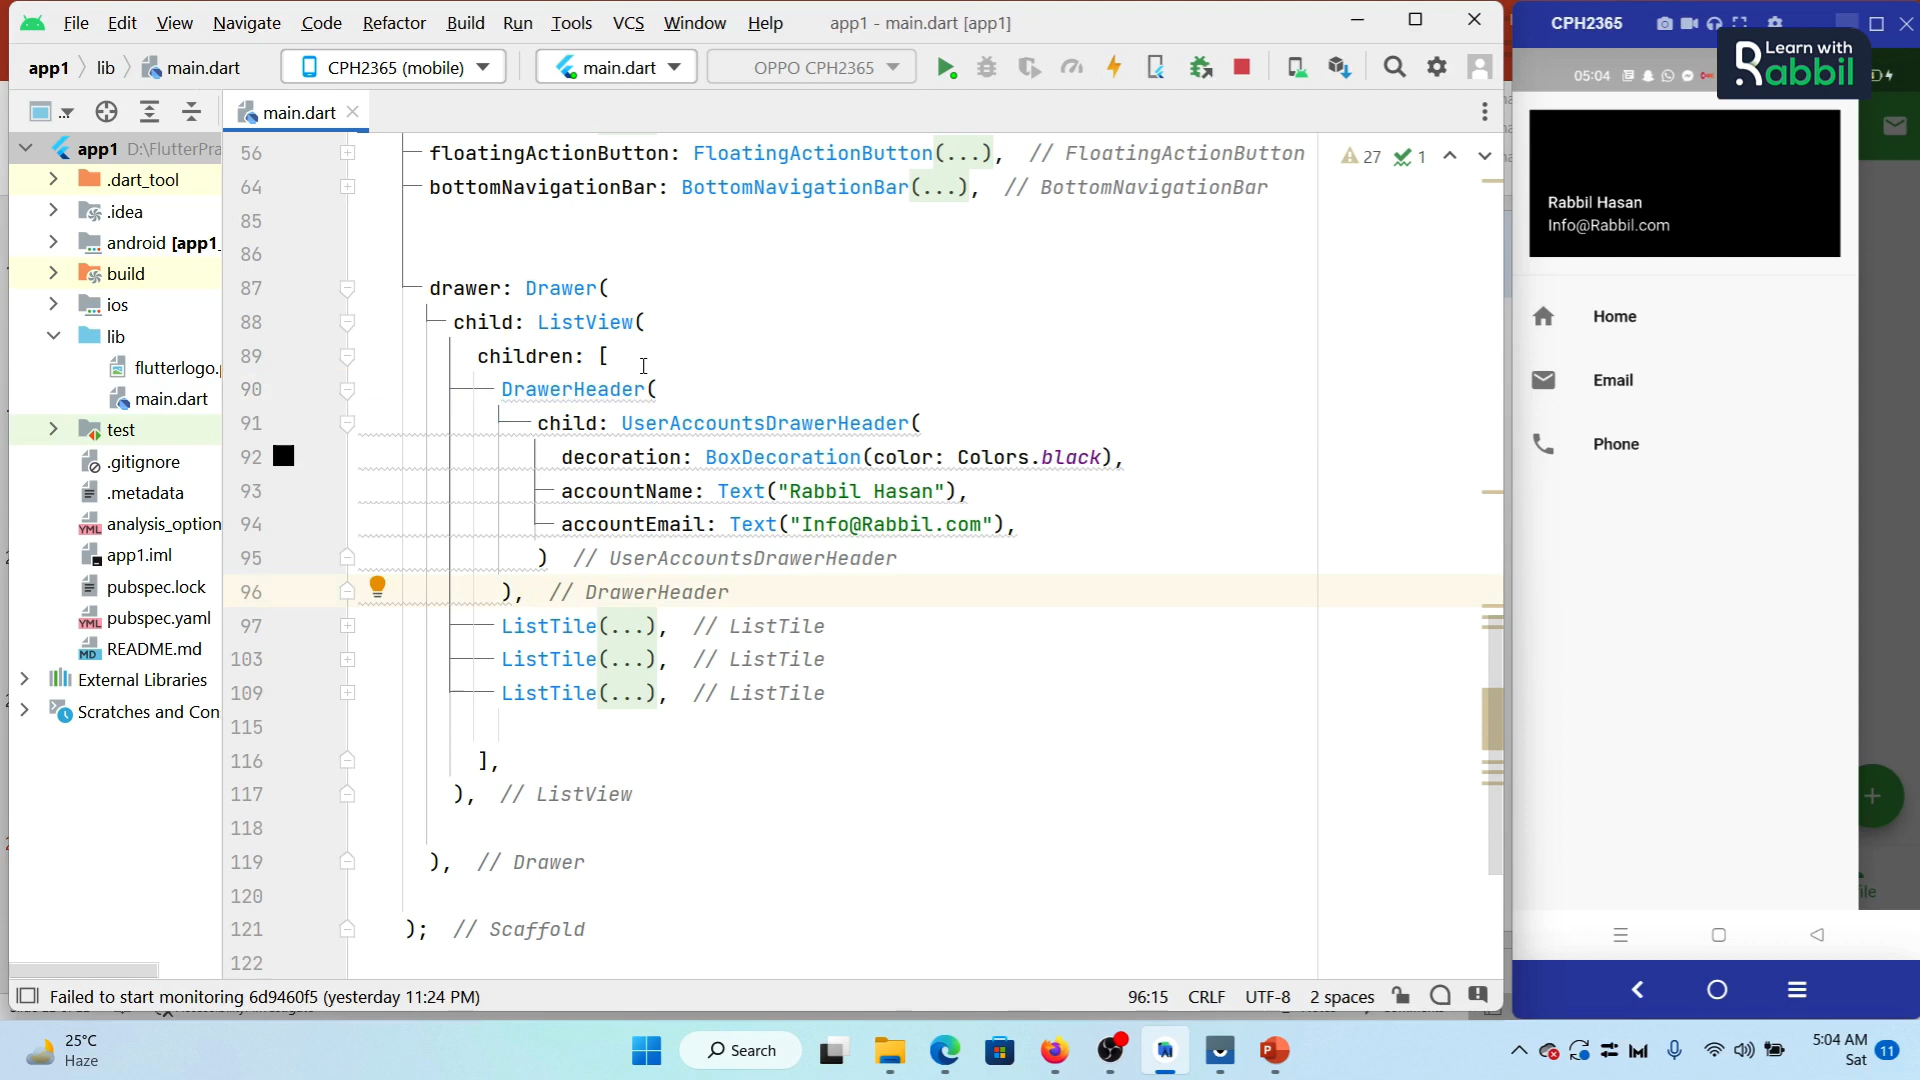 File Edit View Navigate Code Refactor Build Run Tools VCS Window Help app1 - main.dart [app1]
app1 lib main.dart CPH2365 (mobile) main.dart OPPO CPH2365
main.dart
app1 D:\FlutterPra
.dart_tool
.idea
android [app1_
build
ios
lib
flutterlogo.p
main.dart
test
.gitignore
.metadata
analysis_option
app1.iml
pubspec.lock
pubspec.yaml
README.md
External Libraries
Scratches and Con
27 1
56 floatingActionButton: FloatingActionButton(...), // FloatingActionButton
64 bottomNavigationBar: BottomNavigationBar(...), // BottomNavigationBar
85
86
87 drawer: Drawer(
88 child: ListView(
89 children: [
90 DrawerHeader(
91 child: UserAccountsDrawerHeader(
92 decoration: BoxDecoration(color: Colors.black),
93 accountName: Text("Rabbil Hasan"),
94 accountEmail: Text("Info@Rabbil.com"),
95 ) // UserAccountsDrawerHeader
96 ), // DrawerHeader
97 ListTile(...), // ListTile
103 ListTile(...), // ListTile
109 ListTile(...), // ListTile
115
116 ],
117 ), // ListView
118
119 ), // Drawer
120
121 ); // Scaffold
122
Failed to start monitoring 6d9460f5 (yesterday 11:24 PM) 96:15 CRLF UTF-8 2 spaces
CPH2365
Learn with
Rabbil
05:04
Rabbil Hasan
Info@Rabbil.com
Home
Email
Phone
25°C
Haze
Search
5:04 AM
Sat
11